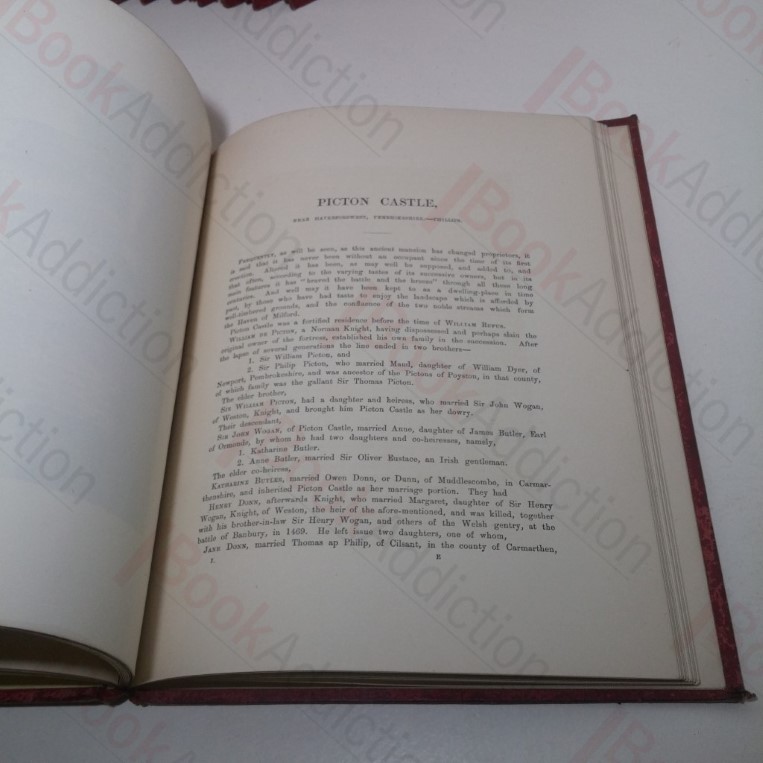 PICTON CASTLE,
NEAR HAVERFORDWEST, PEMBROKESHIRE.—PHILIPPS.
Frequently, as will be seen, as this ancient mansion has changed proprietors, it
is said that it has never been without an occupant since the time of its first
erection. Altered it has been, as may well be supposed, and added to, and
that often, according to the varying tastes of its successive owners, but in its
main features it has "braved the battle and the breeze" through all these long
centuries. And well may it have been kept to as a dwelling-place in time
past, by those who have had taste to enjoy the landscape which is afforded by
well-timbered grounds, and the confluence of the two noble streams which form
the Haven of Milford.
Picton Castle was a fortified residence before the time of William Rufus.
William de Picton, a Norman Knight, having dispossessed and perhaps slain the
original owner of the fortress, established his own family in the succession. After
the lapse of several generations the line ended in two brothers—
1. Sir William Picton, and
2. Sir Philip Picton, who married Maud, daughter of William Dyer, of
Newport, Pembrokeshire, and was ancestor of the Pictons of Poyston, in that county,
of which family was the gallant Sir Thomas Picton.
The elder brother,
Sir William Picton, had a daughter and heiress, who married Sir John Wogan,
of Weston, Knight, and brought him Picton Castle as her dowry.
Their descendant,
Sir John Wogan, of Picton Castle, married Anne, daughter of James Butler, Earl
of Ormonde, by whom he had two daughters and co-heiresses, namely,
1. Katharine Butler.
2. Anne Butler, married Sir Oliver Eustace, an Irish gentleman.
The elder co-heiress,
Katharine Butler, married Owen Donn, or Dunn, of Muddlescombe, in Carmar-
thenshire, and inherited Picton Castle as her marriage portion. They had
Henry Donn, afterwards Knight, who married Margaret, daughter of Sir Henry
Wogan, Knight, of Weston, the heir of the afore-mentioned, and was killed, together
with his brother-in-law Sir Henry Wogan, and others of the Welsh gentry, at the
battle of Banbury, in 1469. He left issue two daughters, one of whom,
Jane Donn, married Thomas ap Philip, of Cilsant, in the county of Carmarthen,
I. E
BookAddiction